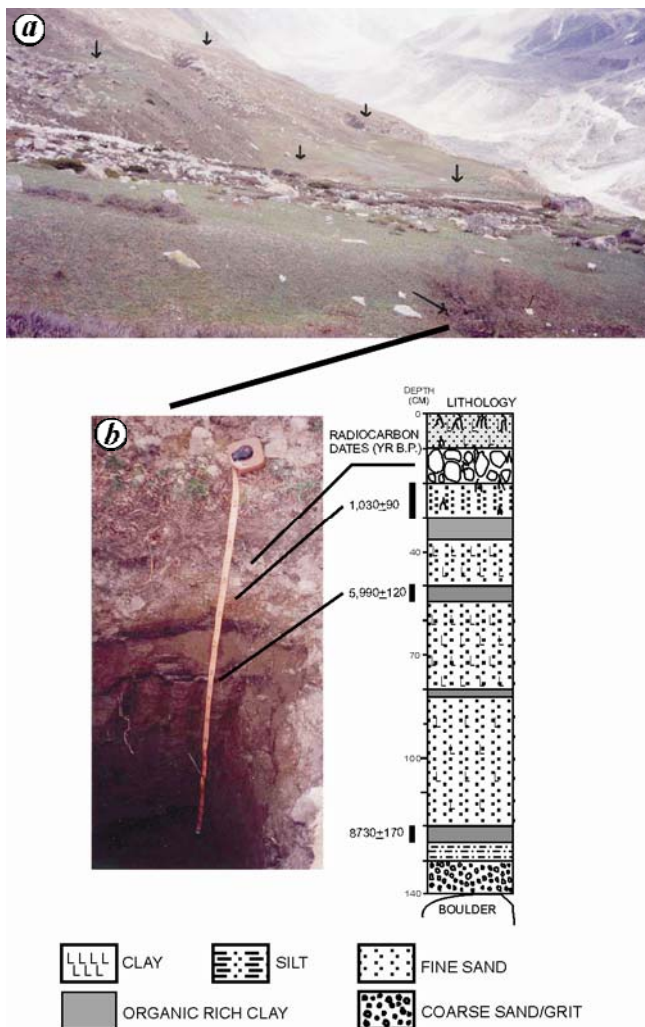 a
b
DEPTH
(CM)
LITHOLOGY
0
RADIOCARBON
DATES (YR B.P.)
1,030±90
40
5,990±120
70
100
8730±170
140
BOULDER
CLAY
SILT
FINE SAND
ORGANIC RICH CLAY
COARSE SAND/GRIT